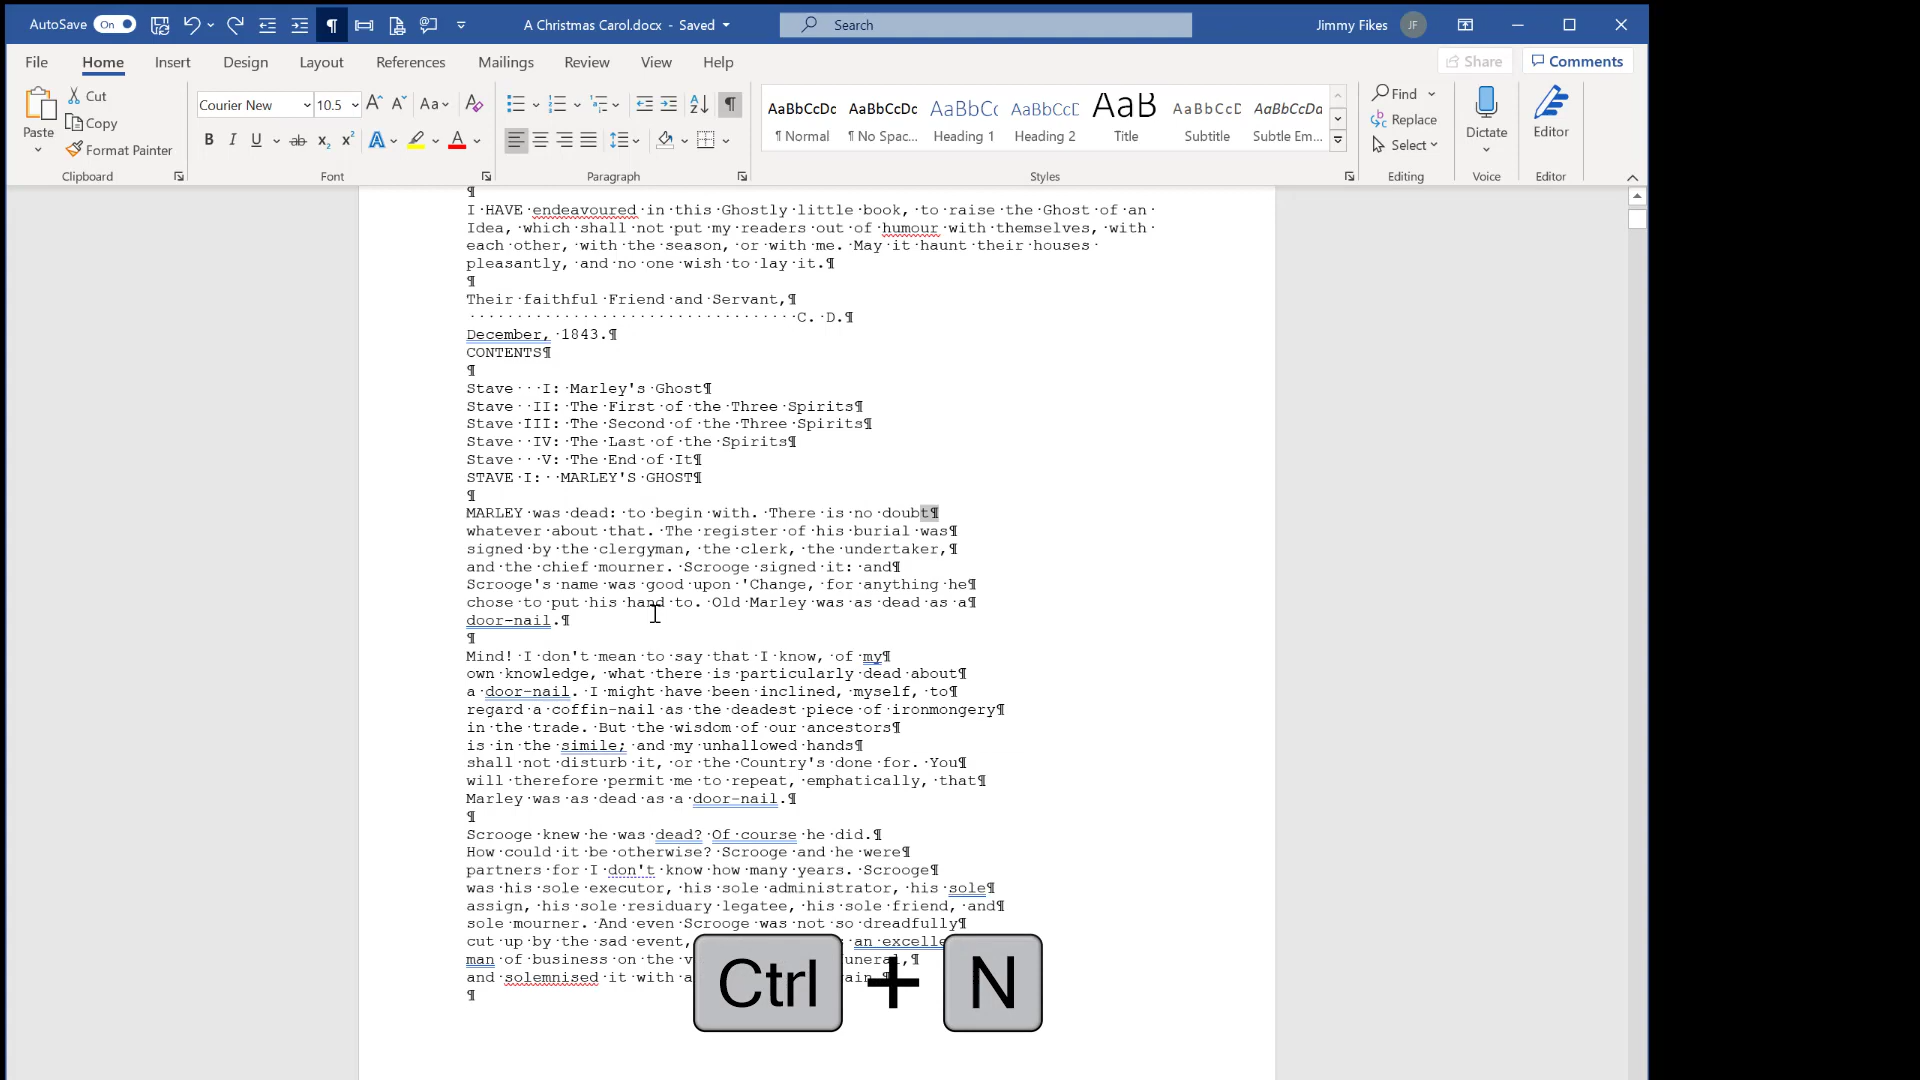 AutoSave On A Christmas Carol.docx - Saved Search Jimmy Fikes JF
File Home Insert Design Layout References Mailings Review View Help Share Comments
Paste
Cut
Copy
Format Painter
Clipboard
Courier New 10.5 Aa
B I U ab x₂ x² A A
Font
Paragraph
AaBbCcDc AaBbCcDc AaBbCc AaBbCcE AaB AaBbCcD AaBbCcDa
¶ Normal ¶ No Spac... Heading 1 Heading 2 Title Subtitle Subtle Em...
Styles
Find
Replace
Select
Editing
Dictate
Voice
Editor
Editor
¶
I·HAVE·endeavoured·in·this·Ghostly·little·book,·to·raise·the·Ghost·of·an·
Idea,·which·shall·not·put·my·readers·out·of·humour·with·themselves,·with·
each·other,·with·the·season,·or·with·me.·May·it·haunt·their·houses·
pleasantly,·and·no·one·wish·to·lay·it.¶
¶
Their·faithful·Friend·and·Servant,¶
···································C.·D.¶
December,·1843.¶
CONTENTS¶
¶
Stave···I:·Marley's·Ghost¶
Stave··II:·The·First·of·the·Three·Spirits¶
Stave·III:·The·Second·of·the·Three·Spirits¶
Stave··IV:·The·Last·of·the·Spirits¶
Stave···V:·The·End·of·It¶
STAVE·I:··MARLEY'S·GHOST¶
¶
MARLEY·was·dead:·to·begin·with.·There·is·no·doubt¶
whatever·about·that.·The·register·of·his·burial·was¶
signed·by·the·clergyman,·the·clerk,·the·undertaker,¶
and·the·chief·mourner.·Scrooge·signed·it:·and¶
Scrooge's·name·was·good·upon·'Change,·for·anything·he¶
chose·to·put·his·hand·to.·Old·Marley·was·as·dead·as·a¶
door-nail.¶
¶
Mind!·I·don't·mean·to·say·that·I·know,·of·my¶
own·knowledge,·what·there·is·particularly·dead·about¶
a·door-nail.·I·might·have·been·inclined,·myself,·to¶
regard·a·coffin-nail·as·the·deadest·piece·of·ironmongery¶
in·the·trade.·But·the·wisdom·of·our·ancestors¶
is·in·the·simile;·and·my·unhallowed·hands¶
shall·not·disturb·it,·or·the·Country's·done·for.·You¶
will·therefore·permit·me·to·repeat,·emphatically,·that¶
Marley·was·as·dead·as·a·door-nail.¶
¶
Scrooge·knew·he·was·dead?·Of·course·he·did.¶
How·could·it·be·otherwise?·Scrooge·and·he·were¶
partners·for·I·don't·know·how·many·years.·Scrooge¶
was·his·sole·executor,·his·sole·administrator,·his·sole¶
assign,·his·sole·residuary·legatee,·his·sole·friend,·and¶
sole·mourner.·And·even·Scrooge·was·not·so·dreadfully¶
cut·up·by·the·sad·event, an·excelle
man·of·business·on·the uneral,¶
and·solemnised·it·with·a ¶
¶
Ctrl + N